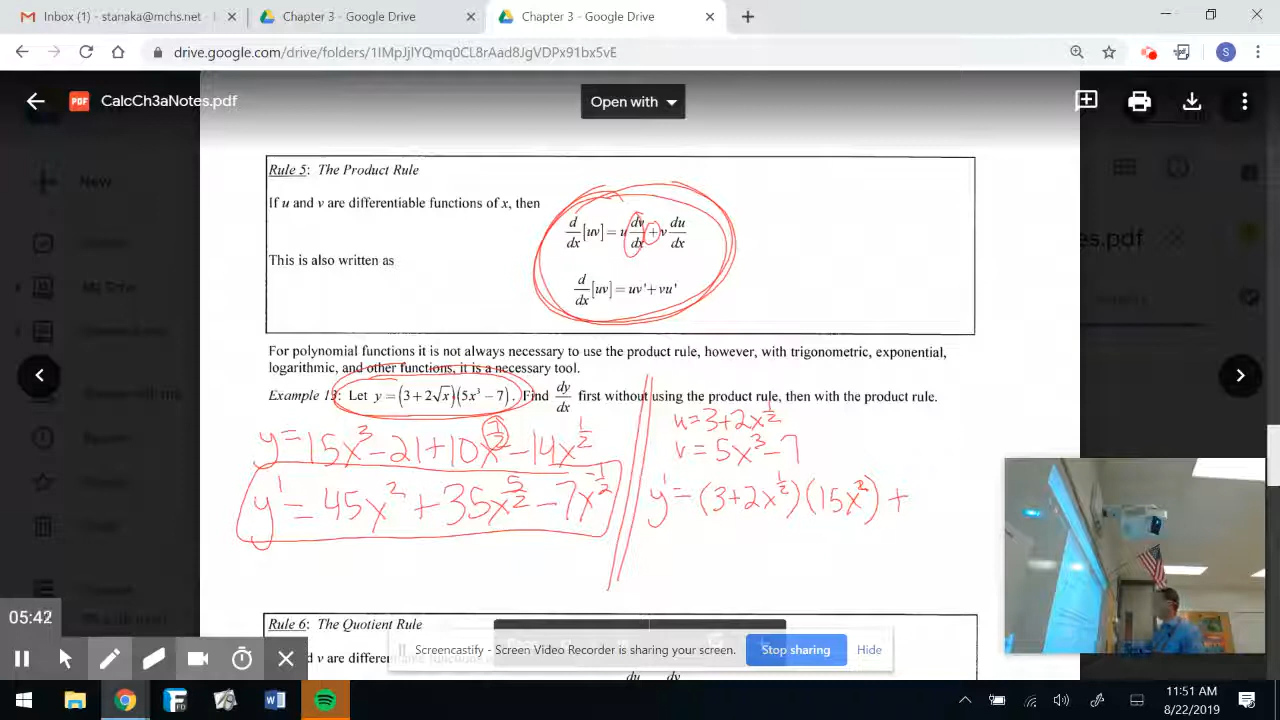 Inbox (1) - stanaka@mchs.net - M
Chapter 3 - Google Drive
Chapter 3 - Google Drive
drive.google.com/drive/folders/1IMpJjlYQmq0CL8rAad8JgVDPx91bx5vE
S
PDF CalcCh3aNotes.pdf
Open with
New
.pdf
Rule 5: The Product Rule
If u and v are differentiable functions of x, then
d/dx[uv] = u dv/dx + v du/dx
This is also written as
d/dx[uv] = uv' + vu'
For polynomial functions it is not always necessary to use the product rule, however, with trigonometric, exponential,
logarithmic, and other functions, it is a necessary tool.
Example 13: Let y = (3 + 2√x)(5x³ − 7). Find dy/dx first without using the product rule, then with the product rule.
y = 15x³ − 21 + 10x^(7/2) − 14x^(1/2)
y' = 45x² + 35x^(5/2) − 7x^(-1/2)
u = 3 + 2x^(1/2)
v = 5x³ − 7
y' = (3 + 2x^(1/2))(15x²) +
05:42
Rule 6: The Quotient Rule
Screencastify - Screen Video Recorder is sharing your screen.
Stop sharing
Hide
du dv
11:51 AM
8/22/2019